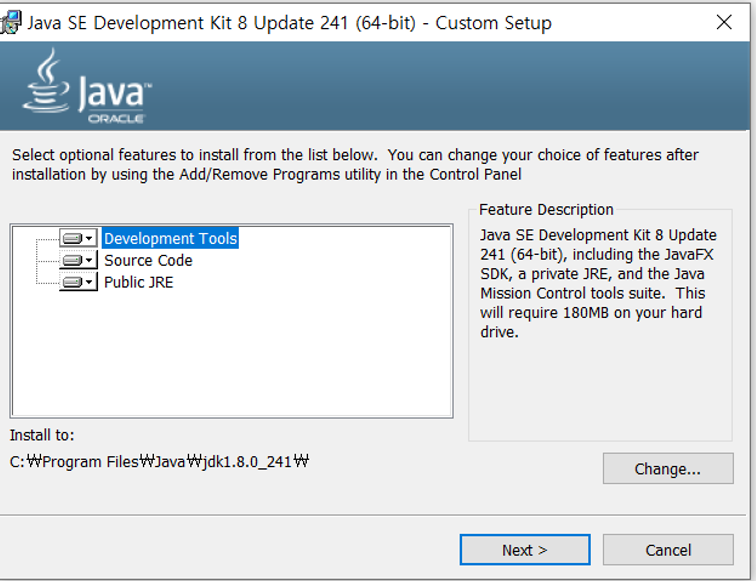 Java SE Development Kit 8 Update 241 (64-bit) - Custom Setup
Java™
ORACLE
Select optional features to install from the list below.  You can change your choice of features after
installation by using the Add/Remove Programs utility in the Control Panel
Development Tools
Source Code
Public JRE
Feature Description
Java SE Development Kit 8 Update
241 (64-bit), including the JavaFX
SDK, a private JRE, and the Java
Mission Control tools suite.  This
will require 180MB on your hard
drive.
Install to:
C:₩Program Files₩Java₩jdk1.8.0_241₩
Change...
Next >
Cancel